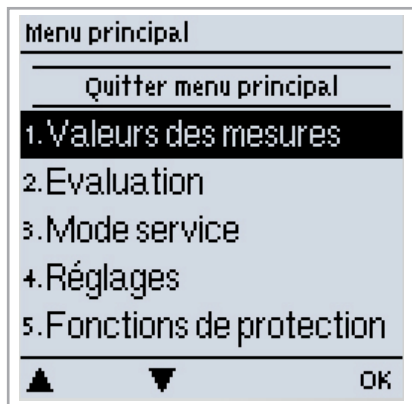 Menu principal
Quitter menu principal
1.Valeurs des mesures
2.Evaluation
3.Mode service
4.Réglages
5.Fonctions de protection
▲ ▼ OK